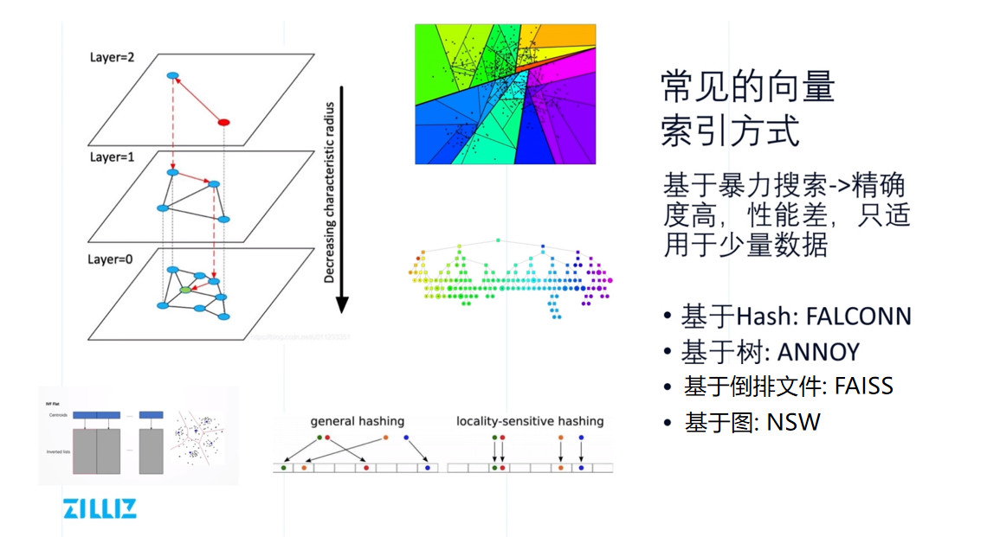 Layer=2
Layer=1
Layer=0
Decreasing characteristic radius
常见的向量
索引方式
基于暴力搜索->精确
度高，性能差，只适
用于少量数据
• 基于Hash: FALCONN
• 基于树: ANNOY
• 基于倒排文件: FAISS
• 基于图: NSW
IVF Flat
Centroids
Inverted lists
general hashing
locality-sensitive hashing
ZILLIZ